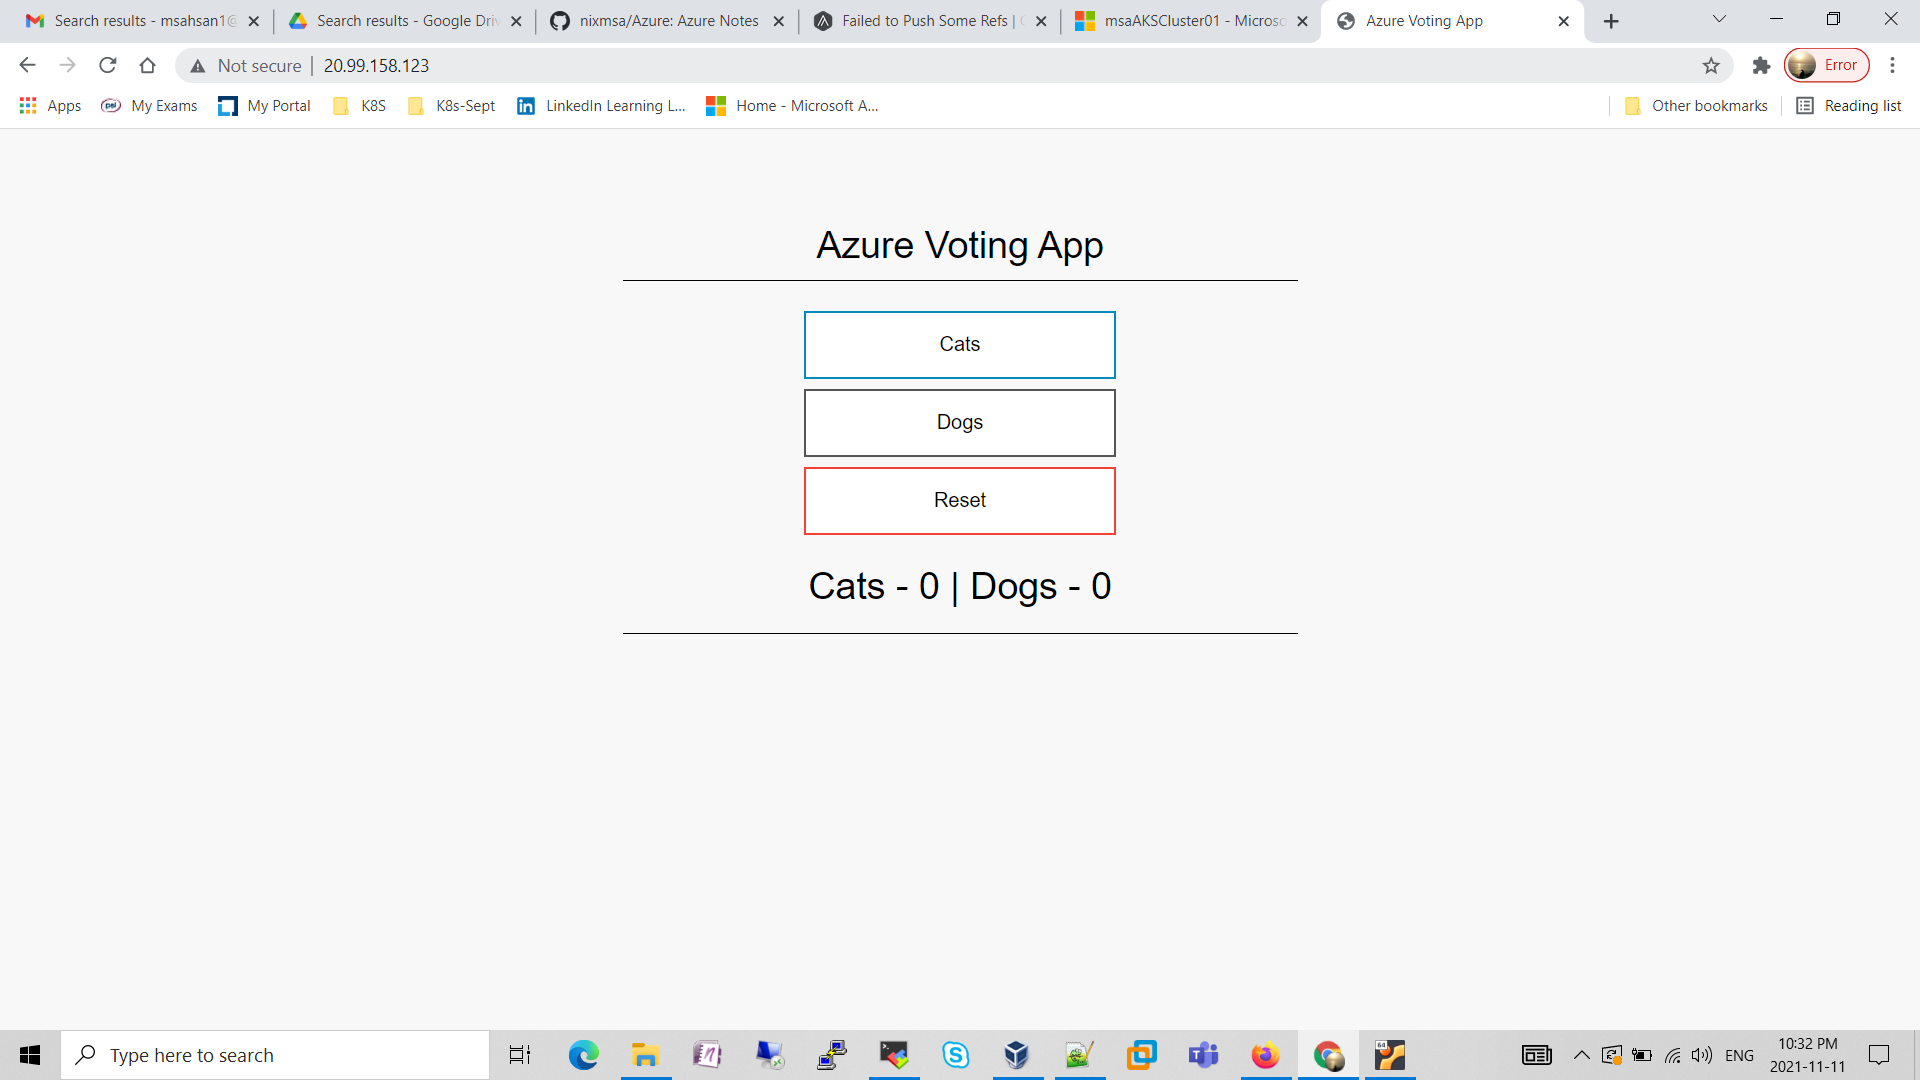 Search results - msahsan1@
Search results - Google Driv
nixmsa/Azure: Azure Notes
Failed to Push Some Refs |
msaAKSCluster01 - Microso
Azure Voting App
Not secure
20.99.158.123
Error
Apps
My Exams
My Portal
K8S
K8s-Sept
LinkedIn Learning L...
Home - Microsoft A...
Other bookmarks
Reading list
Azure Voting App
Cats
Dogs
Reset
Cats - 0 | Dogs - 0
Type here to search
64
ENG
10:32 PM
2021-11-11